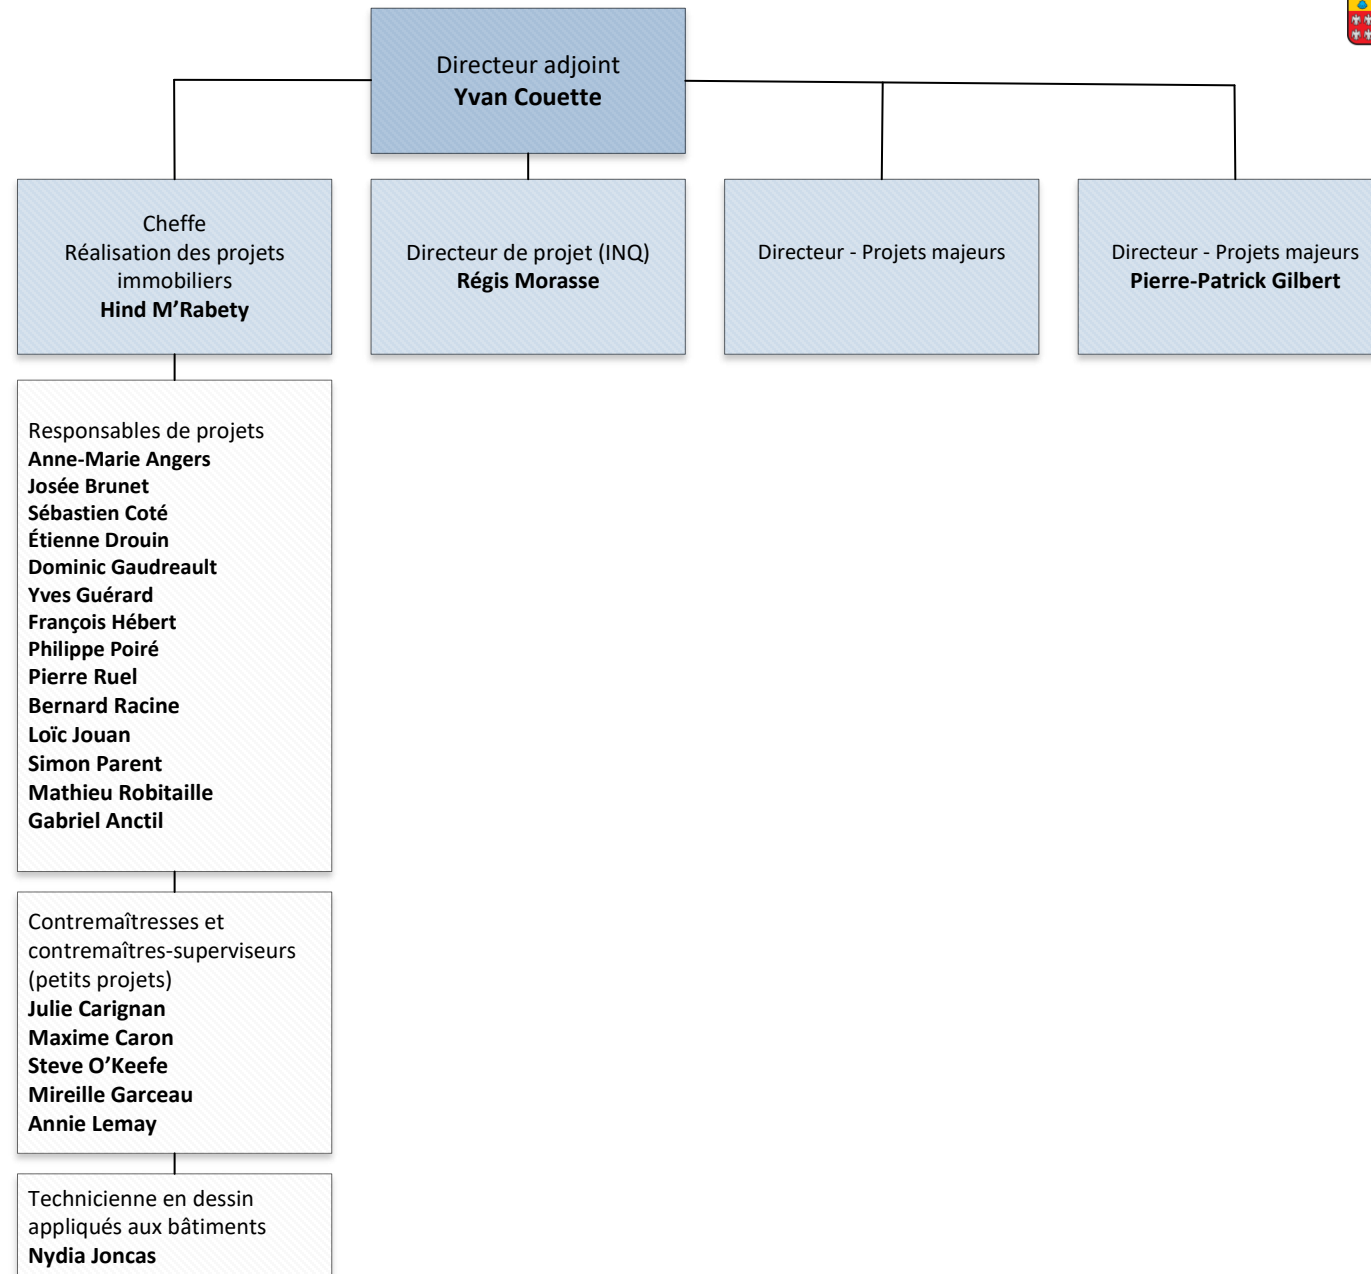 Directeur adjoint
Yvan Couette
Cheffe
Réalisation des projets
immobiliers
Hind M’Rabety
Directeur de projet (INQ)
Régis Morasse
Directeur - Projets majeurs
Directeur - Projets majeurs
Pierre-Patrick Gilbert
Responsables de projets
Anne-Marie Angers
Josée Brunet
Sébastien Coté
Étienne Drouin
Dominic Gaudreault
Yves Guérard
François Hébert
Philippe Poiré
Pierre Ruel
Bernard Racine
Loïc Jouan
Simon Parent
Mathieu Robitaille
Gabriel Anctil
Contremaîtresses et
contremaîtres-superviseurs
(petits projets)
Julie Carignan
Maxime Caron
Steve O’Keefe
Mireille Garceau
Annie Lemay
Technicienne en dessin
appliqués aux bâtiments
Nydia Joncas